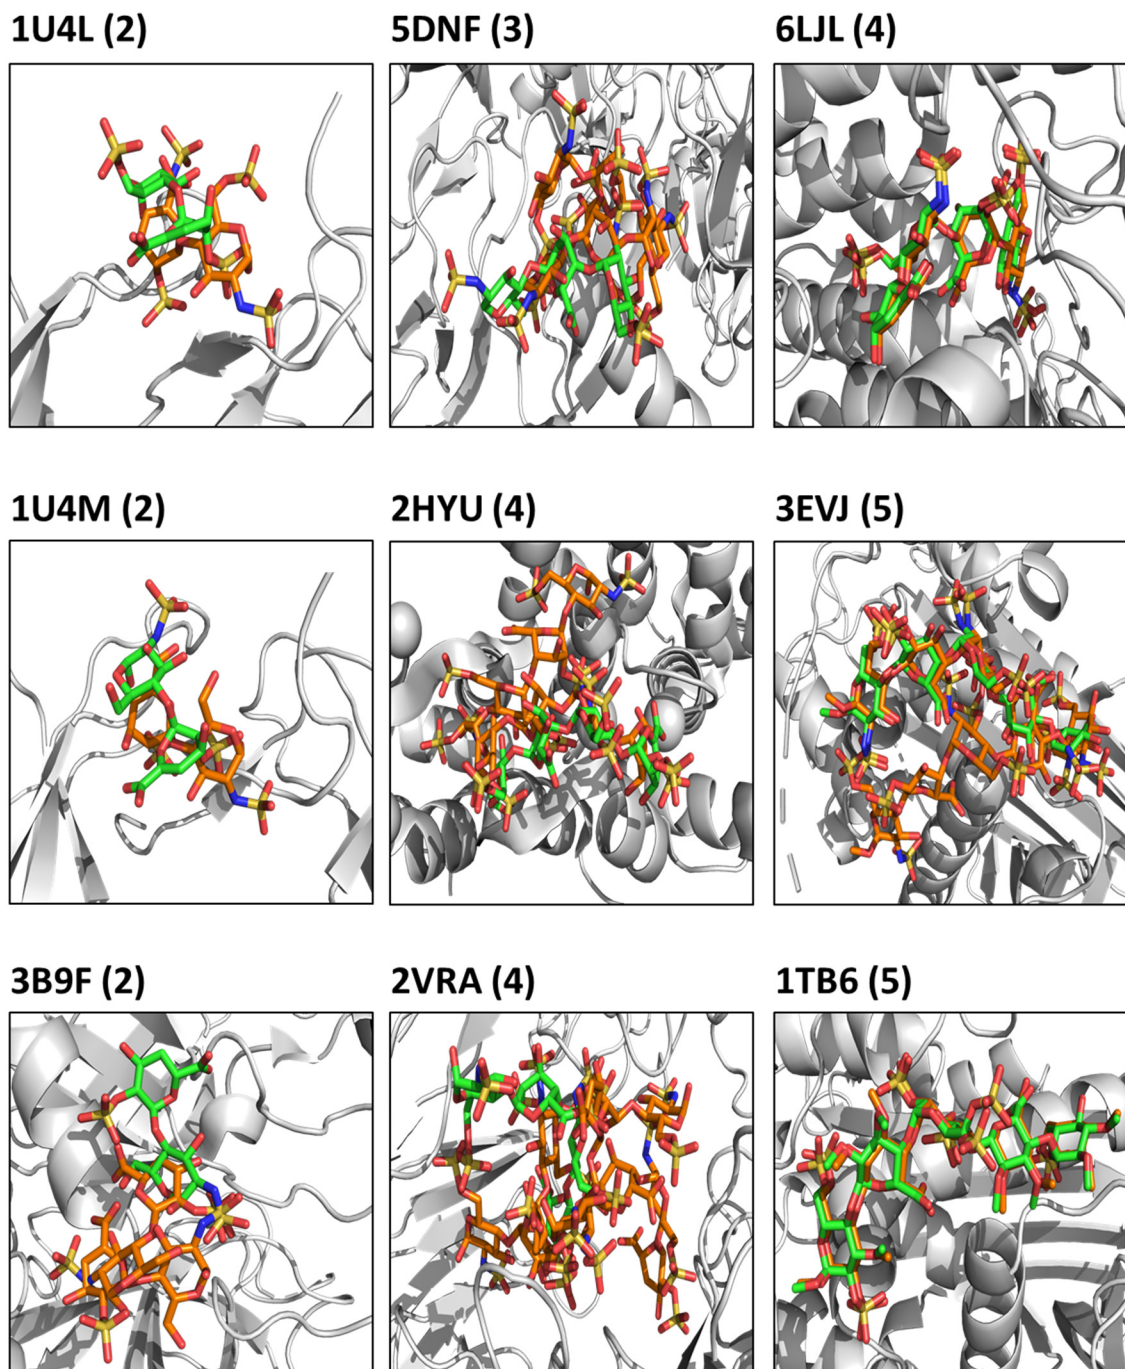 1U4L (2) 5DNF (3) 6LJL (4)
1U4M (2) 2HYU (4) 3EVJ (5)
3B9F (2) 2VRA (4) 1TB6 (5)